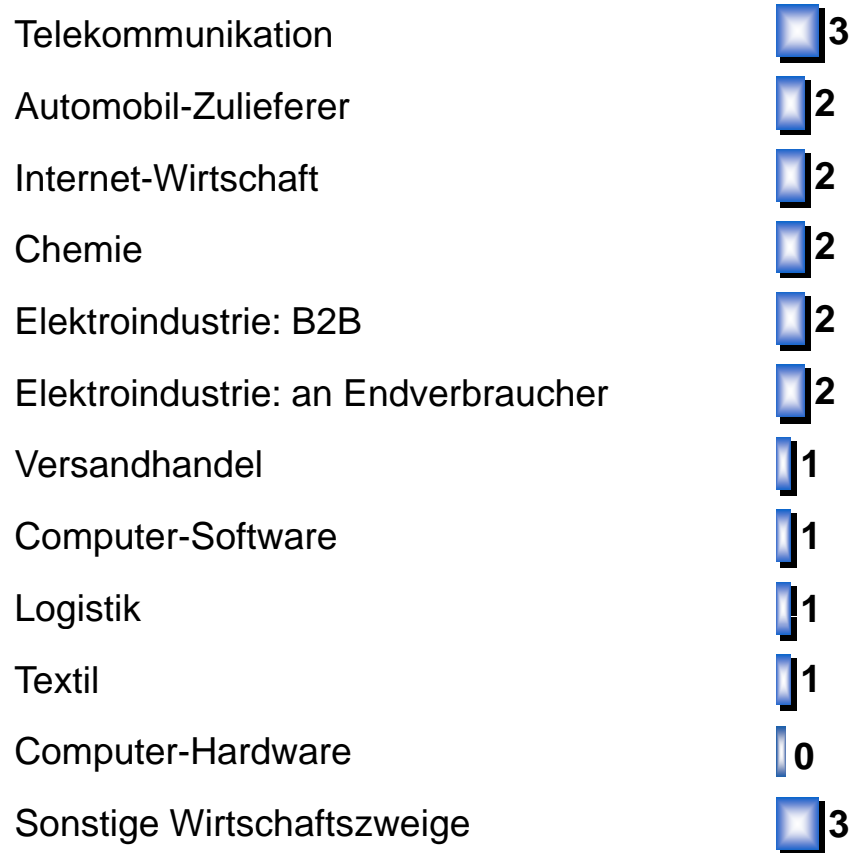 Telekommunikation 3
Automobil-Zulieferer 2
Internet-Wirtschaft 2
Chemie 2
Elektroindustrie: B2B 2
Elektroindustrie: an Endverbraucher 2
Versandhandel 1
Computer-Software 1
Logistik 1
Textil 1
Computer-Hardware 0
Sonstige Wirtschaftszweige 3